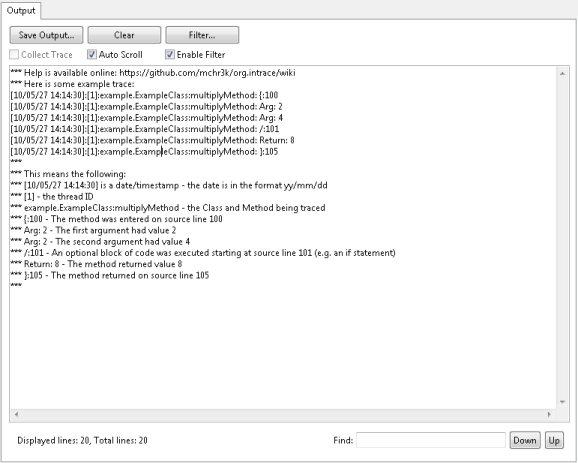 Output
Save Output... Clear Filter...
Collect Trace Auto Scroll Enable Filter
*** Help is available online: https://github.com/mchr3k/org.intrace/wiki
*** Here is some example trace:
[10/05/27 14:14:30]:[1]:example.ExampleClass:multiplyMethod: {:100
[10/05/27 14:14:30]:[1]:example.ExampleClass:multiplyMethod: Arg: 2
[10/05/27 14:14:30]:[1]:example.ExampleClass:multiplyMethod: Arg: 4
[10/05/27 14:14:30]:[1]:example.ExampleClass:multiplyMethod: /:101
[10/05/27 14:14:30]:[1]:example.ExampleClass:multiplyMethod: Return: 8
[10/05/27 14:14:30]:[1]:example.ExampleClass:multiplyMethod: }:105
***
*** This means the following:
*** [10/05/27 14:14:30] is a date/timestamp - the date is in the format yy/mm/dd
*** [1] - the thread ID
*** example.ExampleClass:multiplyMethod - the Class and Method being traced
*** {:100 - The method was entered on source line 100
*** Arg: 2 - The first argument had value 2
*** Arg: 2 - The second argument had value 4
*** /:101 - An optional block of code was executed starting at source line 101 (e.g. an if statement)
*** Return: 8 - The method returned value 8
*** }:105 - The method returned on source line 105
***
Displayed lines: 20, Total lines: 20 Find: Down Up